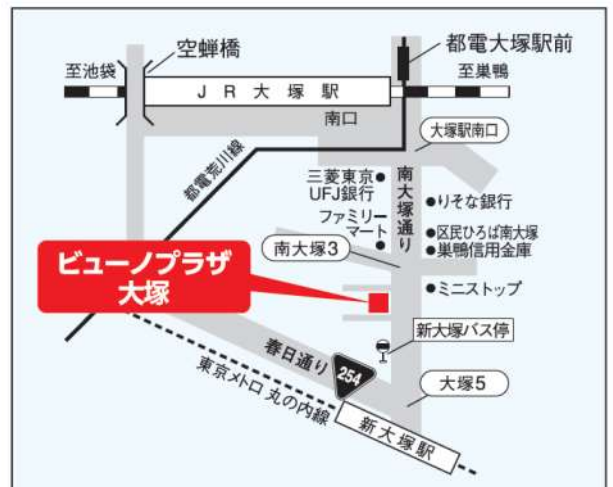 空蝉橋
都電大塚駅前
至池袋
至巣鴨
JR大塚駅
南口
大塚駅南口
都電荒川線
三菱東京
UFJ銀行
南大塚通り
りそな銀行
ファミリー
マート
区民ひろば南大塚
巣鴨信用金庫
南大塚3
ビューノプラザ
大塚
ミニストップ
新大塚バス停
春日通り
254
大塚5
東京メトロ 丸の内線
新大塚駅